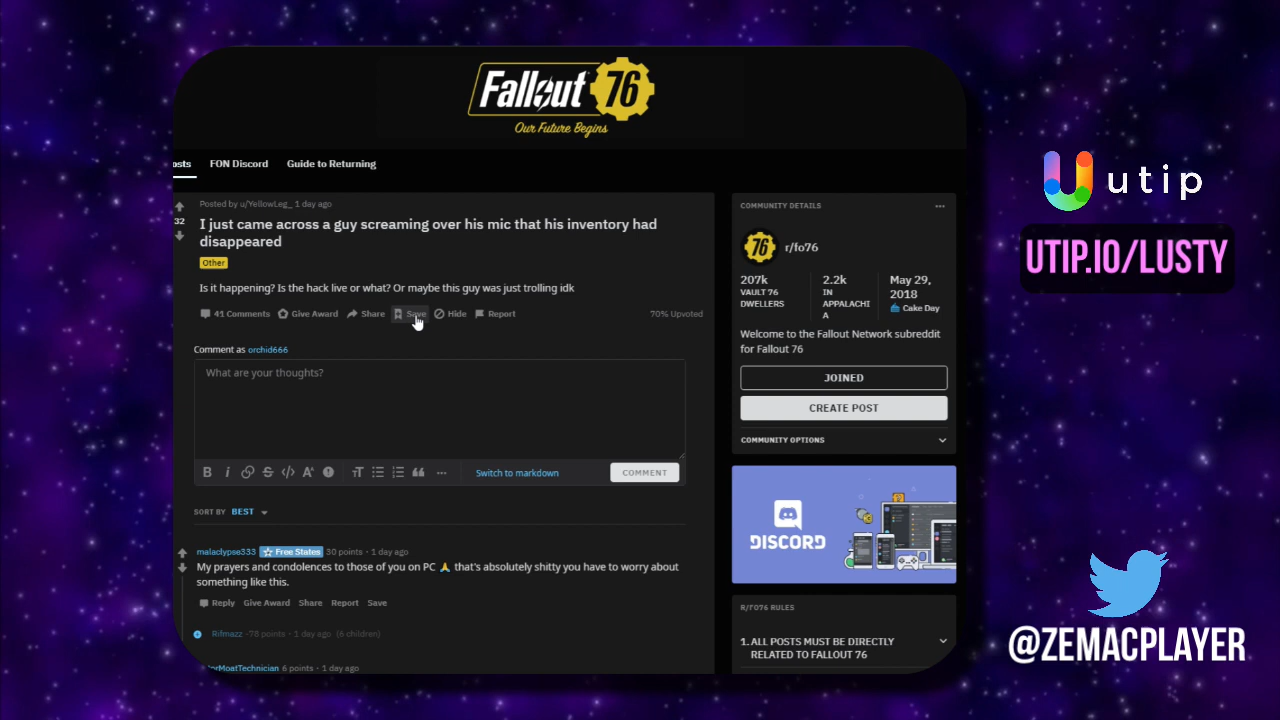 Fallout 76
Our Future Begins
osts
FON Discord
Guide to Returning
Posted by u/YellowLeg_ 1 day ago
32
I just came across a guy screaming over his mic that his inventory had
disappeared
Other
Is it happening? Is the hack live or what? Or maybe this guy was just trolling idk
41 Comments
Give Award
Share
Save
Hide
Report
70% Upvoted
Comment as orchid666
What are your thoughts?
Switch to markdown
COMMENT
SORT BY BEST
malaclypse333 Free States 30 points · 1 day ago
My prayers and condolences to those of you on PC 🙏 that's absolutely shitty you have to worry about
something like this.
Reply Give Award Share Report Save
Rifmazz -78 points · 1 day ago (6 children)
orMoatTechnician 6 points · 1 day ago
COMMUNITY DETAILS
76
r/fo76
207k
VAULT 76
DWELLERS
2.2k
IN
APPALACHI
A
May 29,
2018
Cake Day
Welcome to the Fallout Network subreddit
for Fallout 76
JOINED
CREATE POST
COMMUNITY OPTIONS
DISCORD
R/FO76 RULES
1. ALL POSTS MUST BE DIRECTLY
RELATED TO FALLOUT 76
utip
UTIP.IO/LUSTY
@ZEMACPLAYER